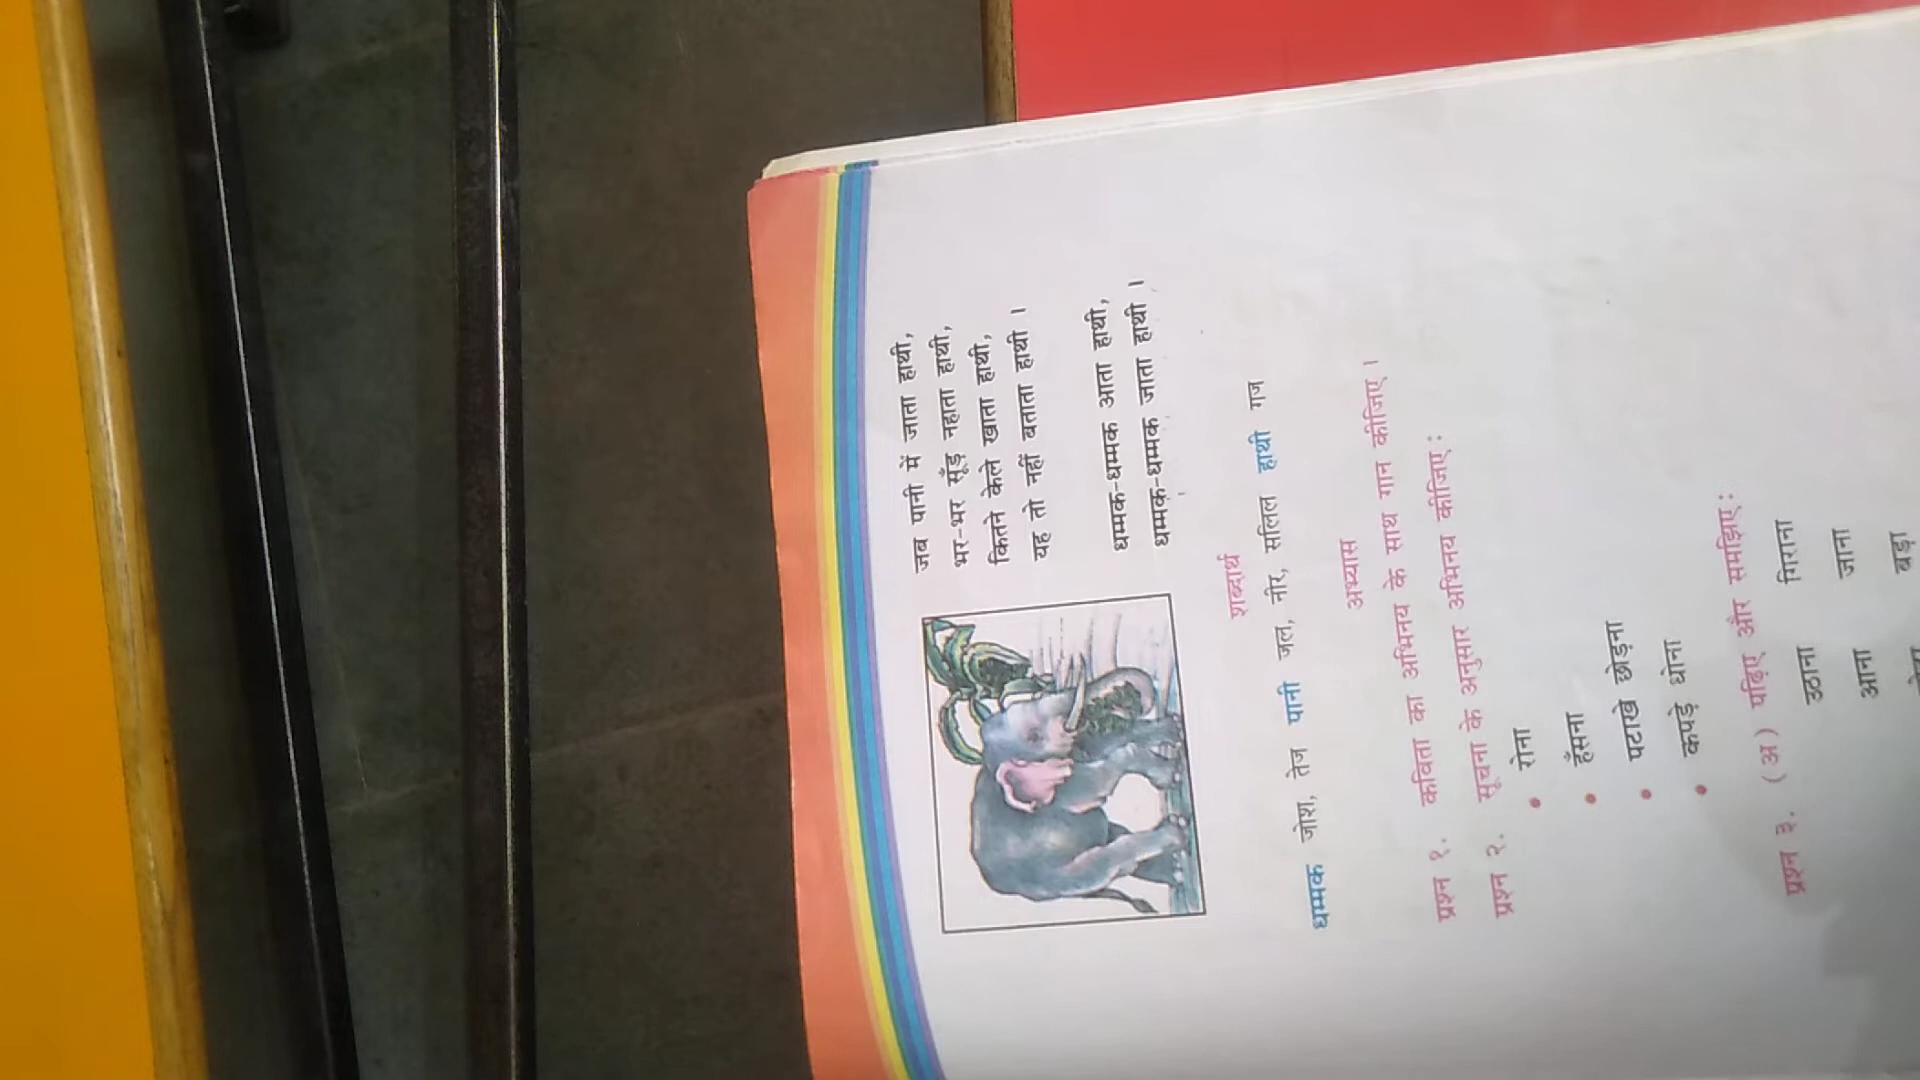 जब पानी में जाता हाथी,
भर-भर सूँड़ नहाता हाथी,
कितने केले खाता हाथी,
यह तो नहीं बताता हाथी ।
धम्मक-धम्मक आता हाथी,
धम्मक-धम्मक जाता हाथी ।
शब्दार्थ
धम्मक जोश, तेज पानी जल, नीर, सलिल हाथी गज
अभ्यास
प्रश्न १. कविता का अभिनय के साथ गान कीजिए ।
प्रश्न २. सूचना के अनुसार अभिनय कीजिए :
• रोना
• हँसना
• पटाखे छोड़ना
• कपड़े धोना
प्रश्न ३. (अ) पढ़िए और समझिए :
उठाना गिराना
आना जाना
बड़ा